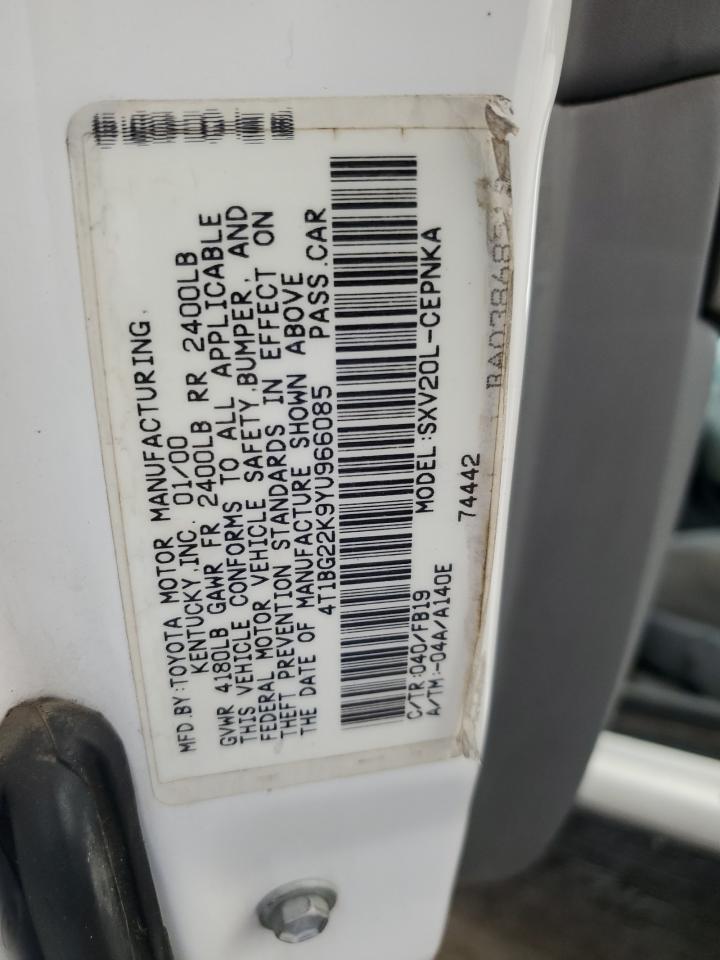 MFD.BY:TOYOTA MOTOR MANUFACTURING,
KENTUCKY,INC. 01/00
GVWR 4180LB GAWR FR 2400LB RR 2400LB
THIS VEHICLE CONFORMS TO ALL APPLICABLE
FEDERAL MOTOR VEHICLE SAFETY,BUMPER, AND
THEFT PREVENTION STANDARDS IN EFFECT ON
THE DATE OF MANUFACTURE SHOWN ABOVE
4T1BG22K9YU966085 PASS.CAR
C/TR:040/FB19 MODEL:SXV20L-CEPNKA
A/TM:-04A/A140E 74442